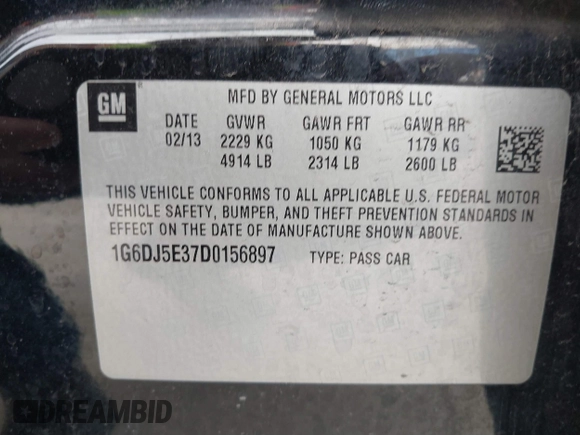 GM
MFD BY GENERAL MOTORS LLC
DATE GVWR GAWR FRT GAWR RR
02/13 2229 KG 1050 KG 1179 KG
4914 LB 2314 LB 2600 LB
THIS VEHICLE CONFORMS TO ALL APPLICABLE U.S. FEDERAL MOTOR
VEHICLE SAFETY, BUMPER, AND THEFT PREVENTION STANDARDS IN
EFFECT ON THE DATE OF MANUFACTURE SHOWN ABOVE.
1G6DJ5E37D0156897 TYPE: PASS CAR
DREAMBID